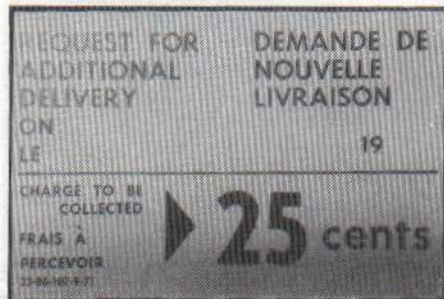 REQUEST FOR
ADDITIONAL
DELIVERY
ON
LE
DEMANDE DE
NOUVELLE
LIVRAISON
19
CHARGE TO BE
COLLECTED
FRAIS À
PERCEVOIR
25 cents